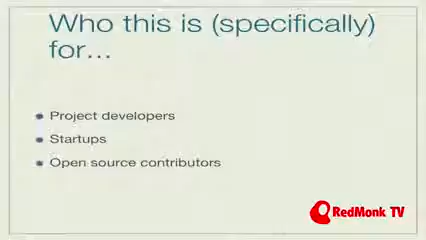 Who this is (specifically)
for...
Project developers
Startups
Open source contributors
RedMonk TV